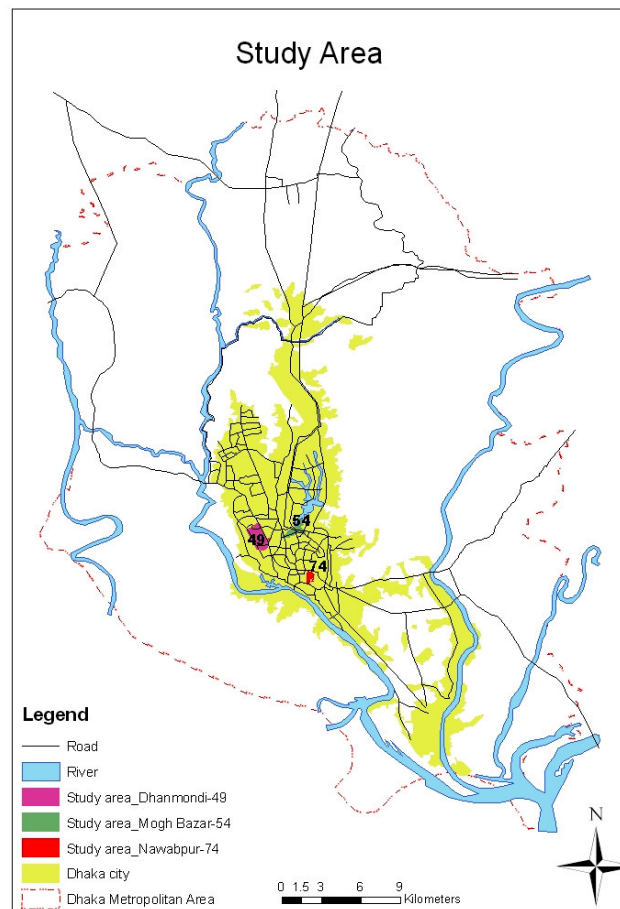 Study Area
54
49
74
Legend
Road
River
Study area_Dhanmondi-49
Study area_Mogh Bazar-54
Study area_Nawabpur-74
Dhaka city
Dhaka Metropolitan Area
0 1.5 3 6 9
Kilometers
N